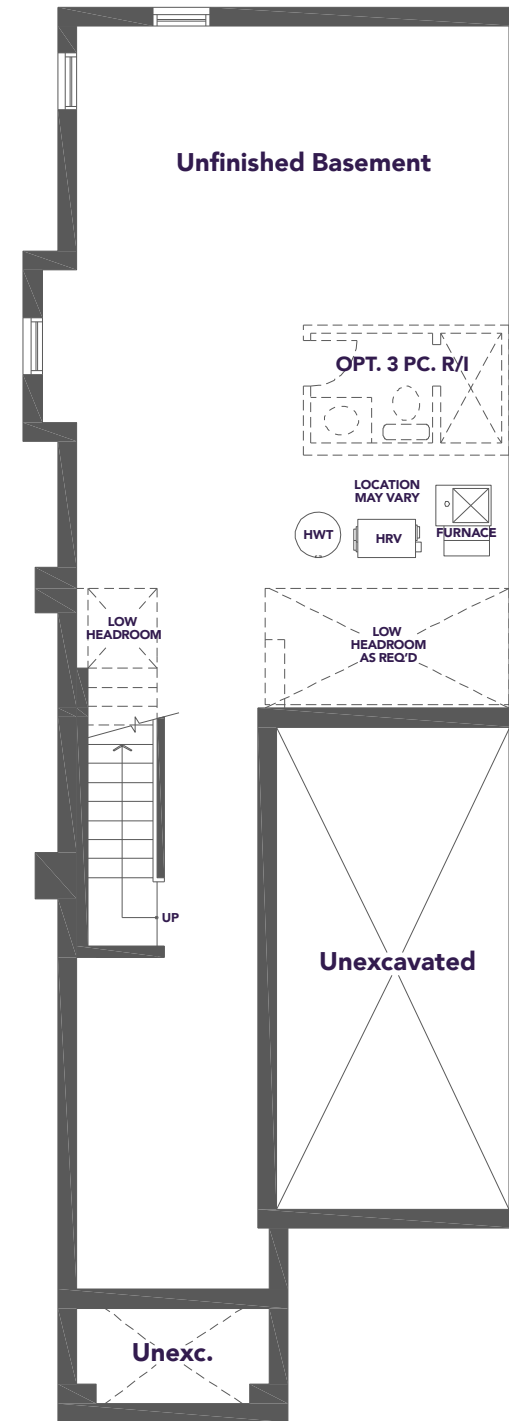 Unfinished Basement
OPT. 3 PC. R/I
LOCATION
MAY VARY
HWT
HRV
FURNACE
LOW
HEADROOM
LOW
HEADROOM
AS REQ'D
UP
Unexcavated
Unexc.